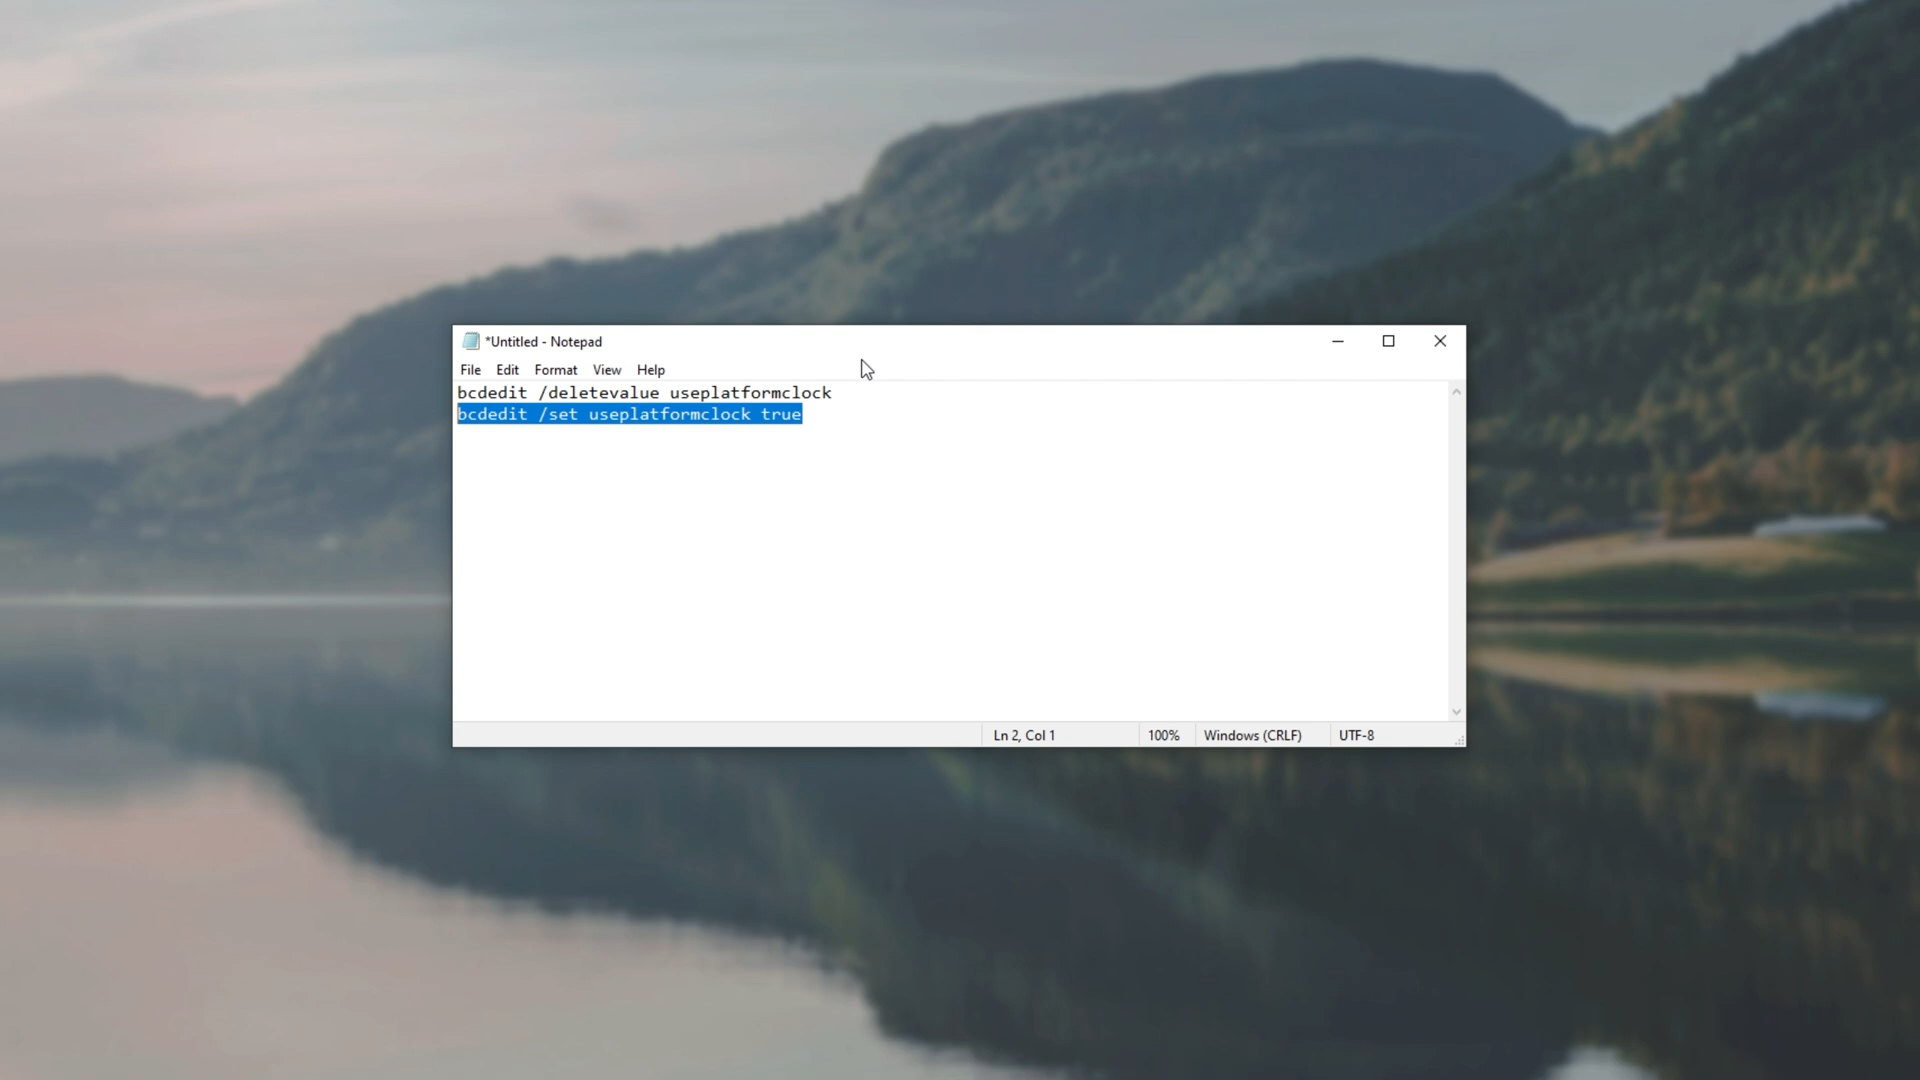 *Untitled - Notepad
File Edit Format View Help
bcdedit /deletevalue useplatformclock
bcdedit /set useplatformclock true
Ln 2, Col 1 100% Windows (CRLF) UTF-8